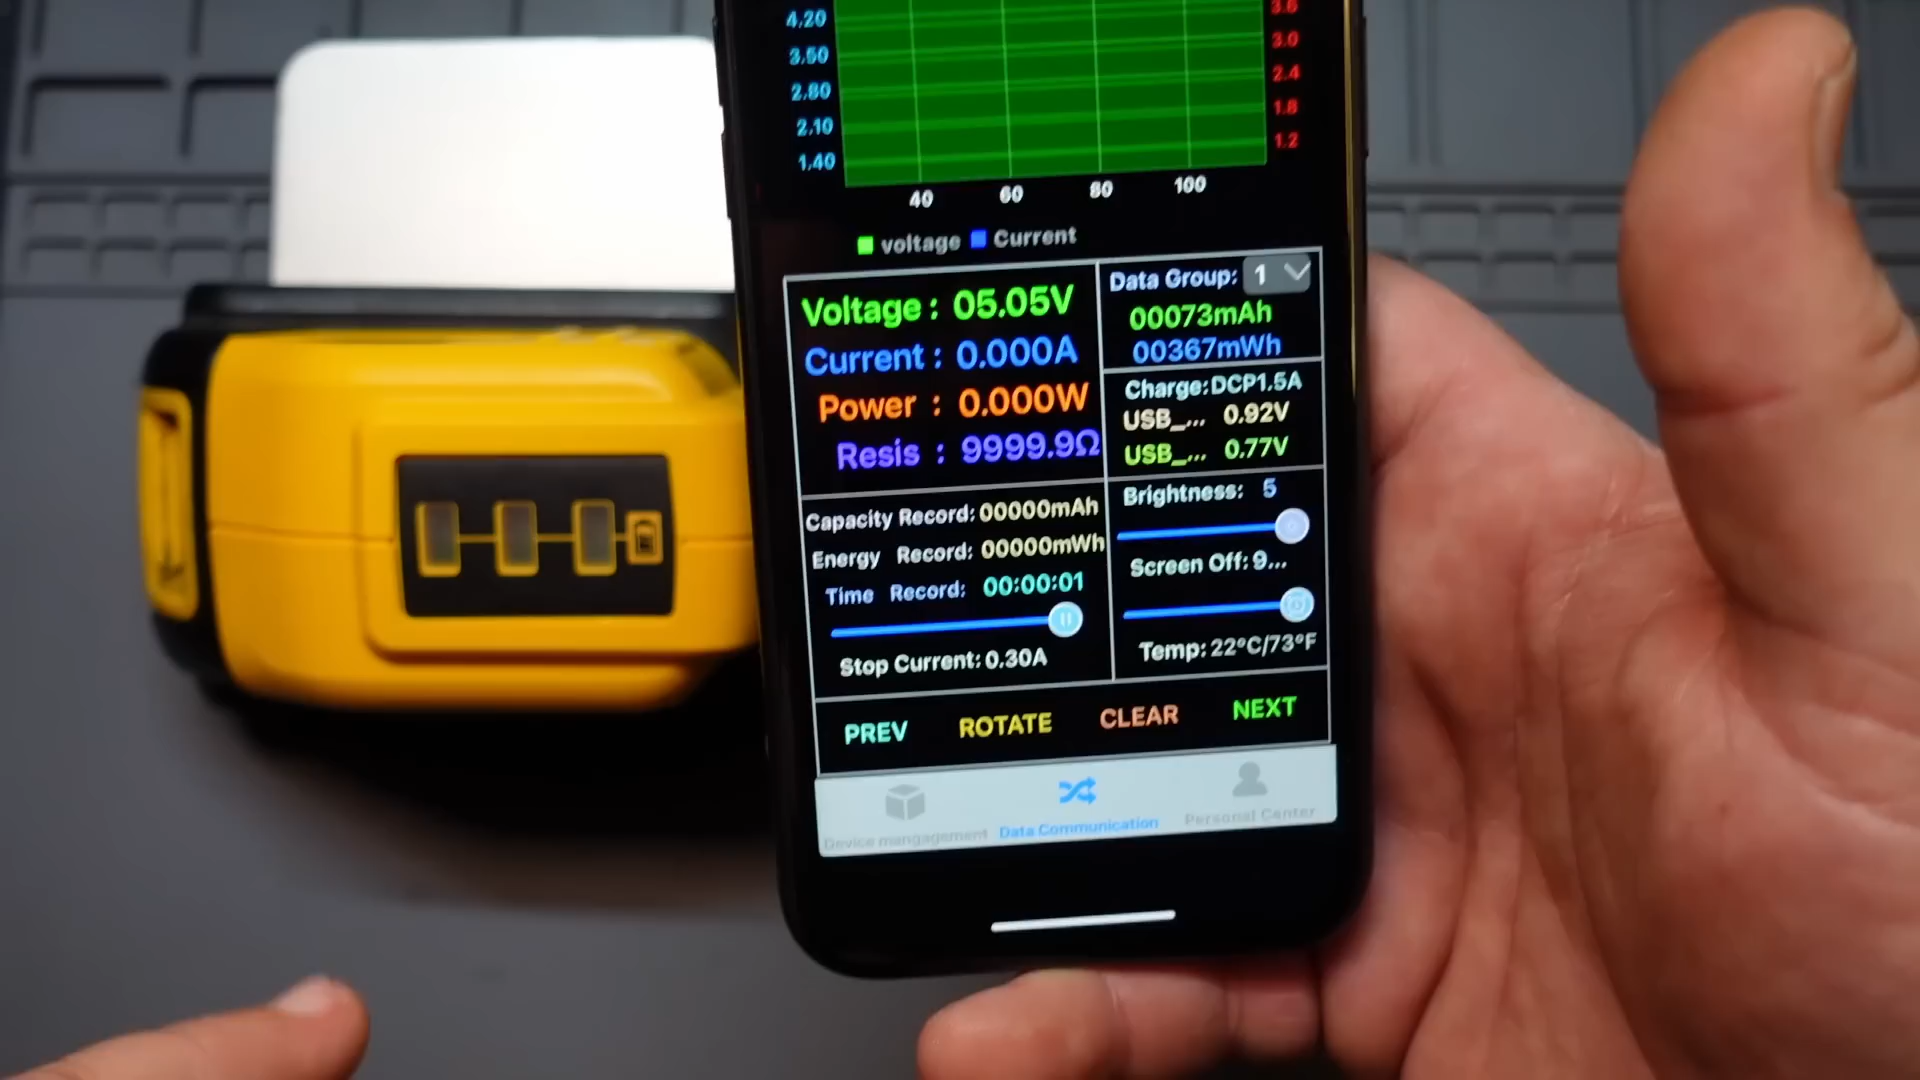 4.20
3.50
2.80
2.10
1.40
3.6
3.0
2.4
1.8
1.2
40 60 80 100
voltage Current
Voltage : 05.05V
Current : 0.000A
Power : 0.000W
Resis : 9999.9Ω
Data Group: 1
00073mAh
00367mWh
Charge:DCP1.5A
USB_... 0.92V
USB_... 0.77V
Capacity Record: 00000mAh
Energy Record: 00000mWh
Time Record: 00:00:01
Stop Current: 0.30A
Brightness: 5
Screen Off: 9...
Temp: 22°C/73°F
PREV ROTATE CLEAR NEXT
Device mangagement Data Communication Personal Center